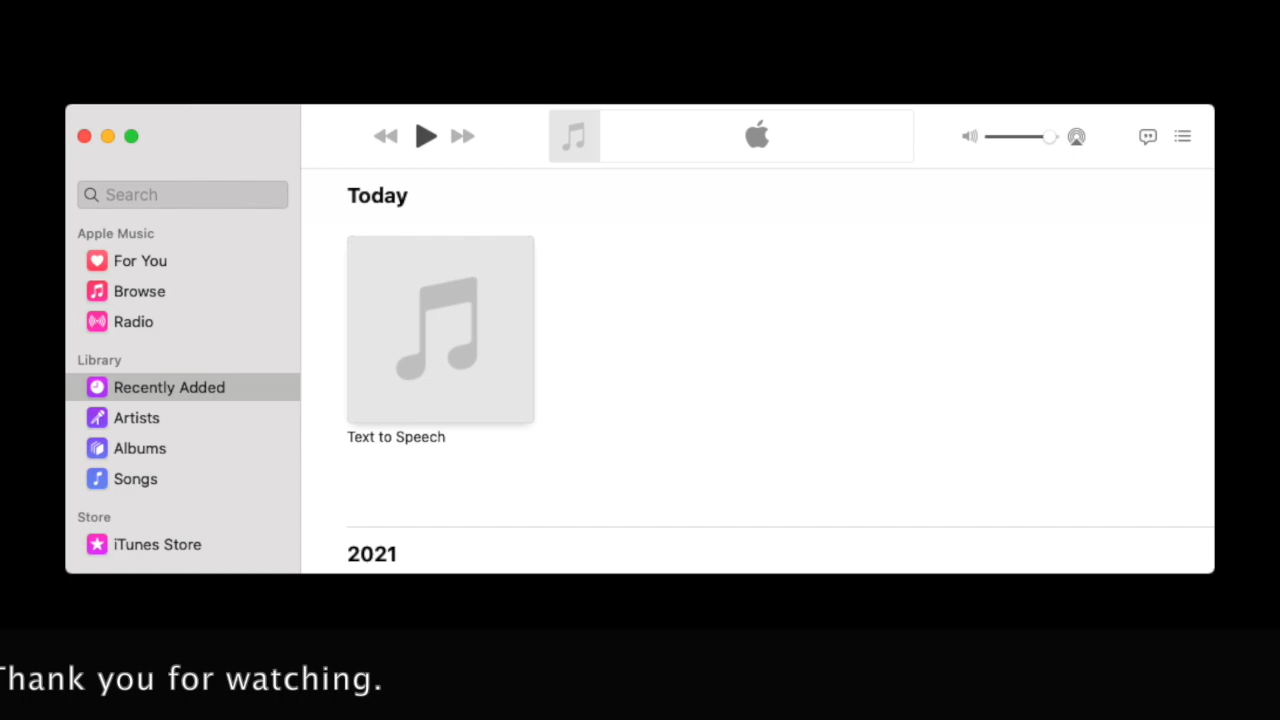 Search
Apple Music
For You
Browse
Radio
Library
Recently Added
Artists
Albums
Songs
Store
iTunes Store
Today
Text to Speech
2021
Thank you for watching.